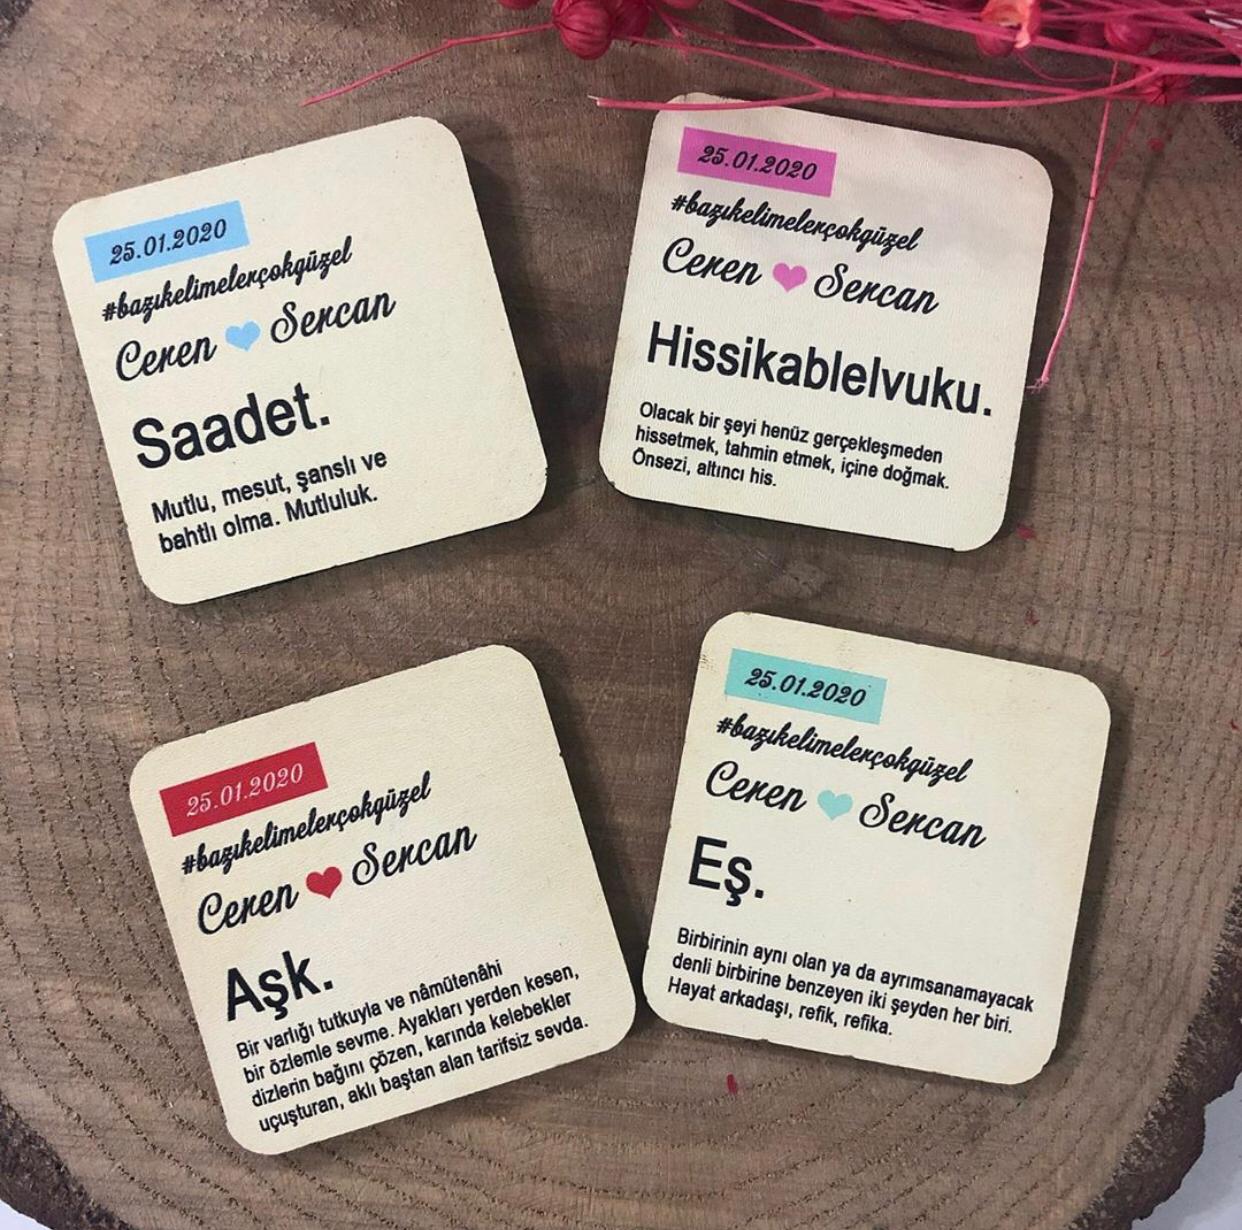 25.01.2020
#bazıkelimelerçokgüzel
Ceren Sercan
Saadet.
Mutlu, mesut, şanslı ve
bahtlı olma. Mutluluk.
25.01.2020
#bazıkelimelerçokgüzel
Ceren Sercan
Hissikablelvuku.
Olacak bir şeyi henüz gerçekleşmeden
hissetmek, tahmin etmek, içine doğmak.
Önsezi, altıncı his.
25.01.2020
#bazıkelimelerçokgüzel
Ceren Sercan
Aşk.
Bir varlığı tutkuyla ve nâmütenâhi
bir özlemle sevme. Ayakları yerden kesen,
dizlerin bağını çözen, karında kelebekler
uçuşturan, aklı baştan alan tarifsiz sevda.
25.01.2020
#bazıkelimelerçokgüzel
Ceren Sercan
Eş.
Birbirinin aynı olan ya da ayrımsanamayacak
denli birbirine benzeyen iki şeyden her biri.
Hayat arkadaşı, refik, refika.